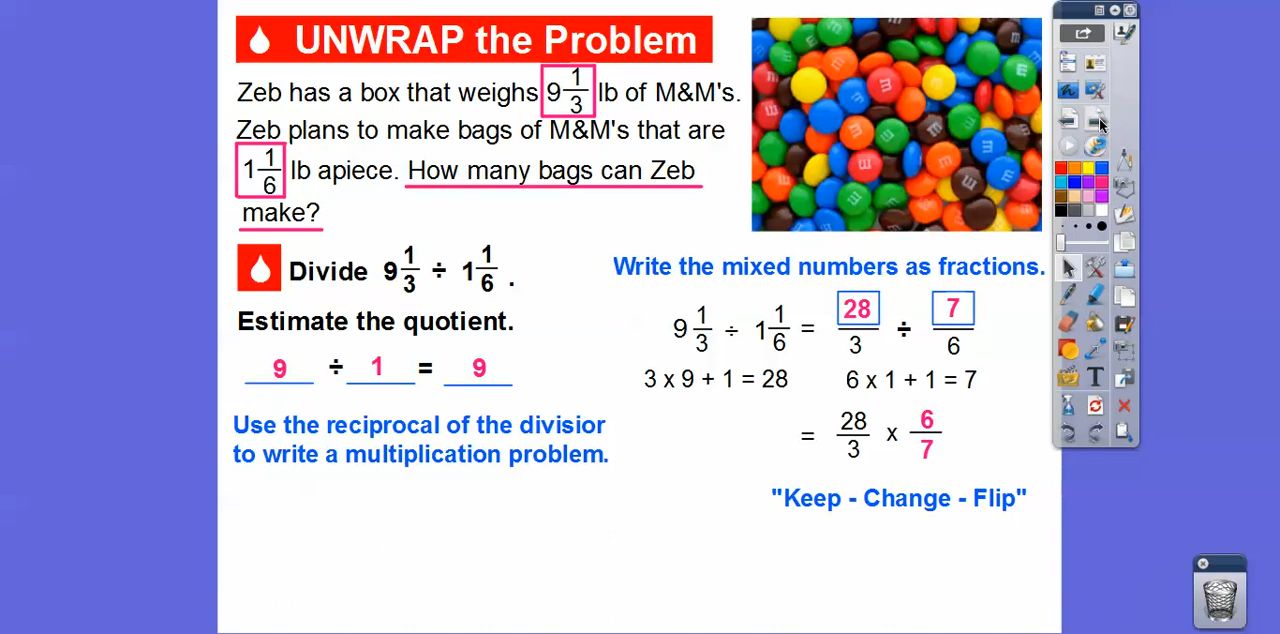 UNWRAP the Problem
Zeb has a box that weighs 9 1/3 lb of M&M's.
Zeb plans to make bags of M&M's that are
1 1/6 lb apiece. How many bags can Zeb
make?
Divide 9 1/3 ÷ 1 1/6 .
Estimate the quotient.
9 ÷ 1 = 9
Use the reciprocal of the divisior
to write a multiplication problem.
Write the mixed numbers as fractions.
9 1/3 ÷ 1 1/6 = 28/3 ÷ 7/6
3 x 9 + 1 = 28 6 x 1 + 1 = 7
= 28/3 x 6/7
"Keep - Change - Flip"